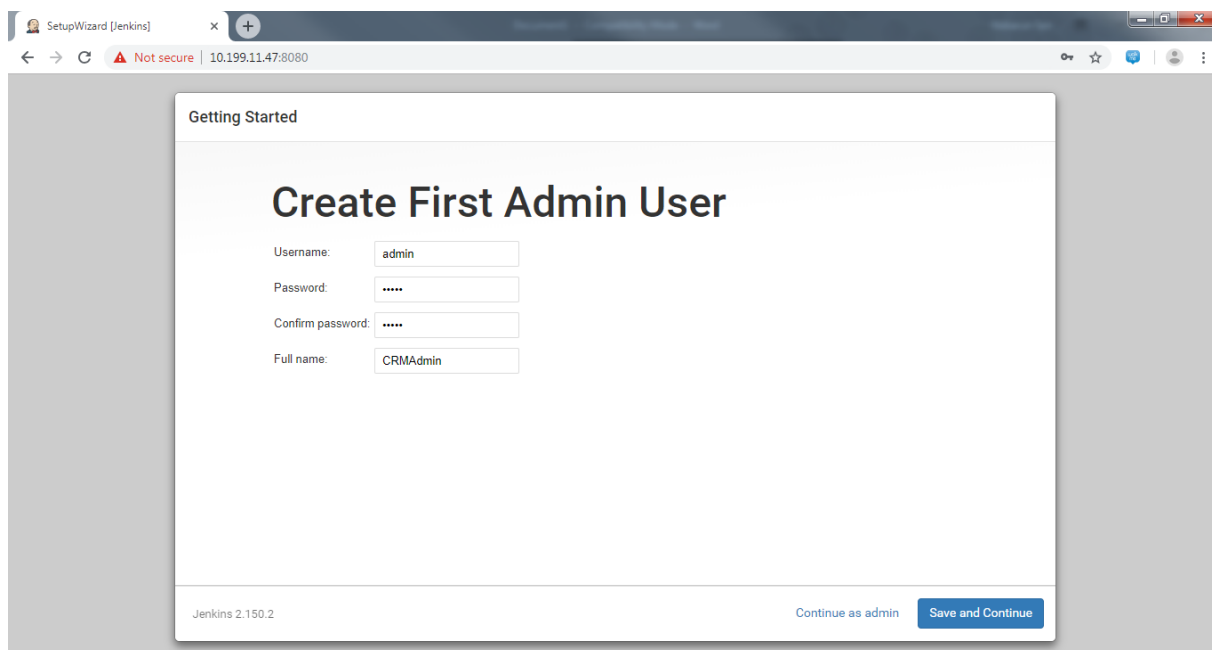 SetupWizard [Jenkins]
Not secure | 10.199.11.47:8080
Getting Started
Create First Admin User
Username: admin
Password: •••••
Confirm password: •••••
Full name: CRMAdmin
Jenkins 2.150.2 Continue as admin Save and Continue